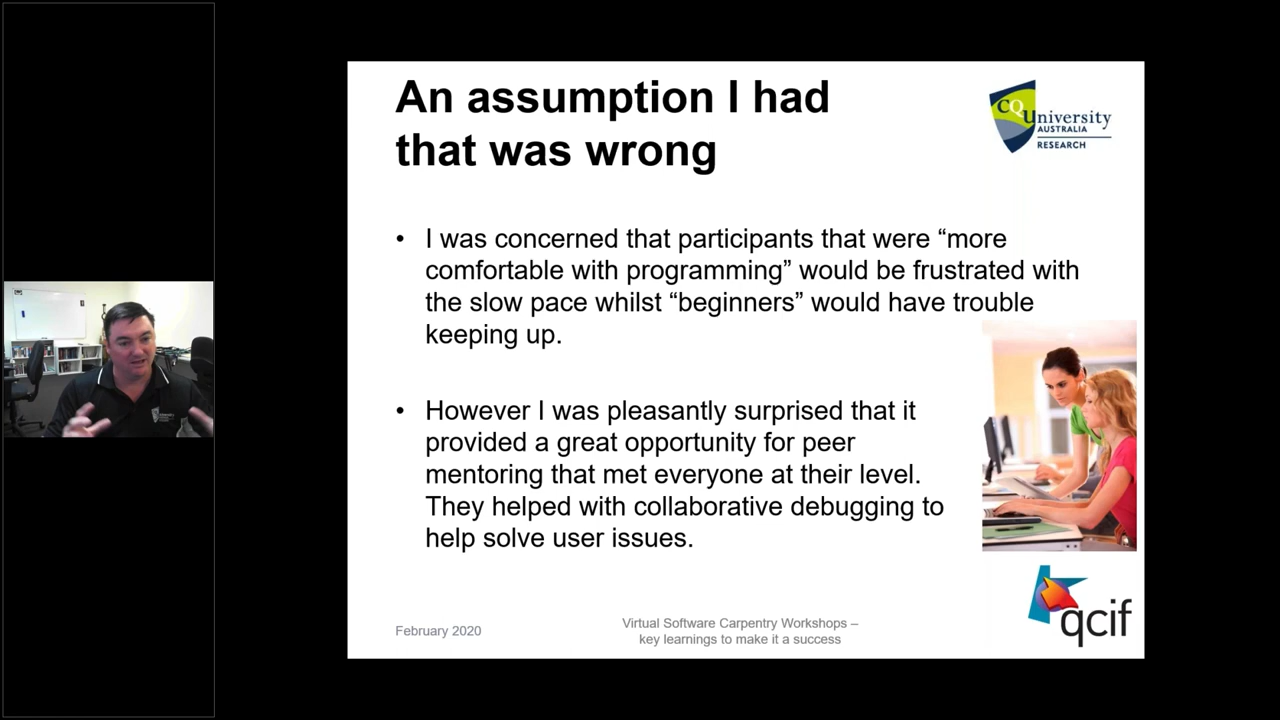 An assumption I had
that was wrong
CQUniversity
AUSTRALIA
RESEARCH
• I was concerned that participants that were “more
comfortable with programming” would be frustrated with
the slow pace whilst “beginners” would have trouble
keeping up.
• However I was pleasantly surprised that it
provided a great opportunity for peer
mentoring that met everyone at their level.
They helped with collaborative debugging to
help solve user issues.
qcif
February 2020
Virtual Software Carpentry Workshops –
key learnings to make it a success